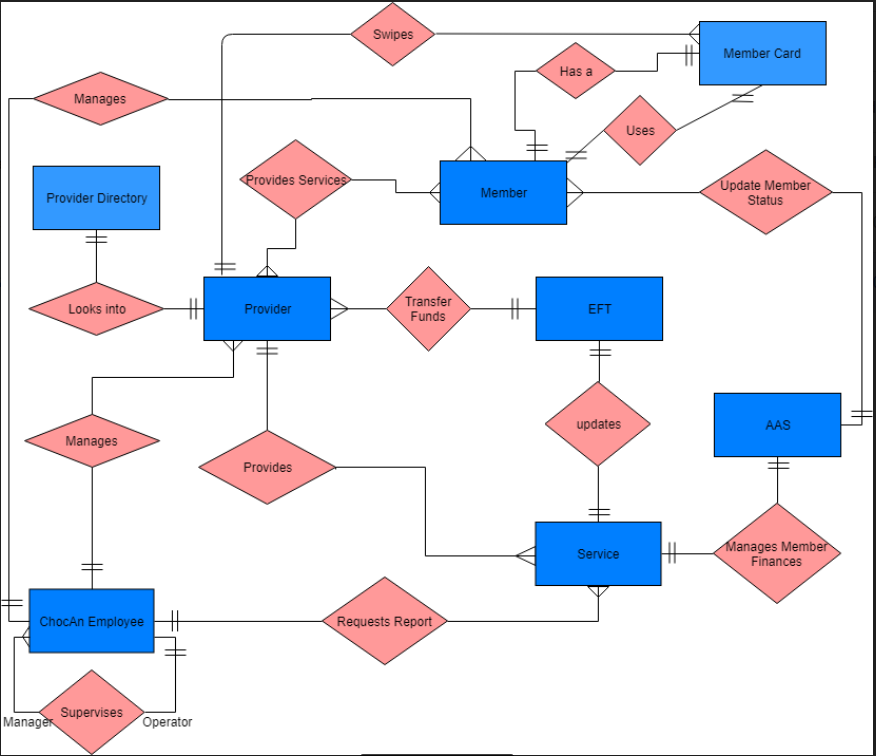 Swipes
Member Card
Has a
Manages
Uses
Provides Services
Member
Update Member
Status
Provider Directory
Looks into
Provider
Transfer
Funds
EFT
updates
AAS
Manages
Provides
Service
Manages Member
Finances
ChocAn Employee
Requests Report
Manager
Supervises
Operator